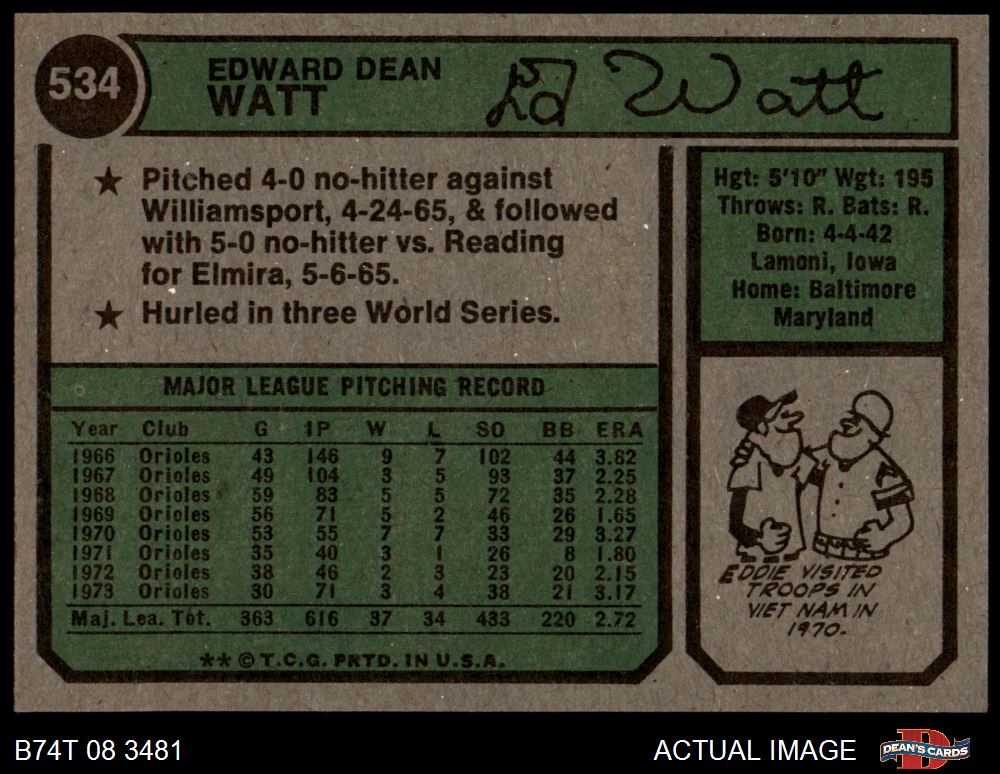 534
EDWARD DEAN
WATT
Ed Watt
★ Pitched 4-0 no-hitter against
Williamsport, 4-24-65, & followed
with 5-0 no-hitter vs. Reading
for Elmira, 5-6-65.
★ Hurled in three World Series.
Hgt: 5'10" Wgt: 195
Throws: R. Bats: R.
Born: 4-4-42
Lamoni, Iowa
Home: Baltimore
Maryland
MAJOR LEAGUE PITCHING RECORD
Year Club G IP W L SO BB ERA
1966 Orioles 43 146 9 7 102 44 3.82
1967 Orioles 49 104 3 5 93 37 2.25
1968 Orioles 59 83 5 5 72 35 2.28
1969 Orioles 56 71 5 2 46 26 1.65
1970 Orioles 53 55 7 7 33 29 3.27
1971 Orioles 35 40 3 1 26 8 1.80
1972 Orioles 38 46 2 3 23 20 2.15
1973 Orioles 30 71 3 4 38 21 3.17
Maj. Lea. Tot. 363 616 37 34 433 220 2.72
** © T.C.G. PRTD. IN U.S.A.
EDDIE VISITED
TROOPS IN
VIET NAM IN
1970.
B74T 08 3481
ACTUAL IMAGE
DEAN'S CARDS